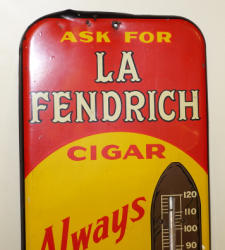 ASK FOR
LA
FENDRICH
CIGAR
Always
120
110
100
90